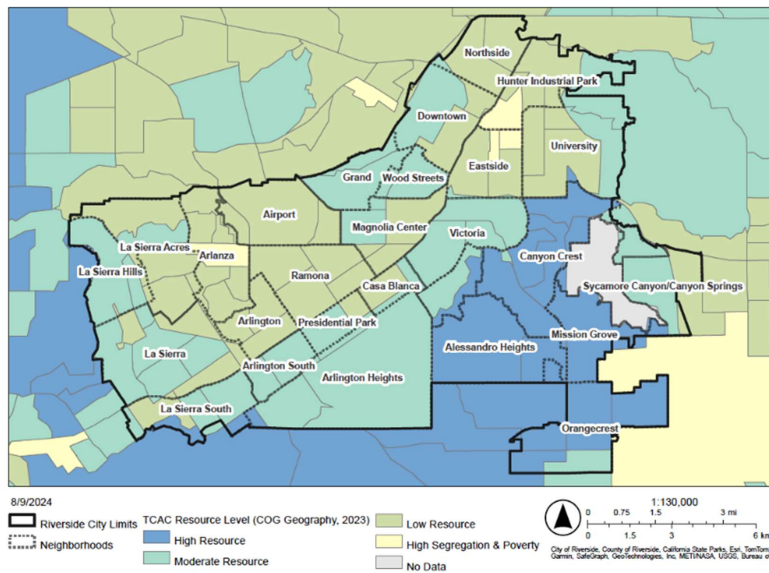 Northside
Hunter Industrial Park
Downtown
University
Eastside
Grand
Wood Streets
Airport
Magnolia Center
Victoria
La Sierra Acres
Arlanza
Canyon Crest
La Sierra Hills
Ramona
Casa Blanca
Sycamore Canyon/Canyon Springs
Arlington
Presidential Park
Mission Grove
La Sierra
Alessandro Heights
Arlington South
Arlington Heights
La Sierra South
Orangecrest
8/9/2024
Riverside City Limits
Neighborhoods
TCAC Resource Level (COG Geography, 2023)
High Resource
Moderate Resource
Low Resource
High Segregation & Poverty
No Data
1:130,000
0 0.75 1.5 3 mi
0 1.5 3 6 km
City of Riverside, County of Riverside, California State Parks, Esri, TomTom
Garmin, SafeGraph, GeoTechnologies, Inc, METI/NASA, USGS, Bureau of